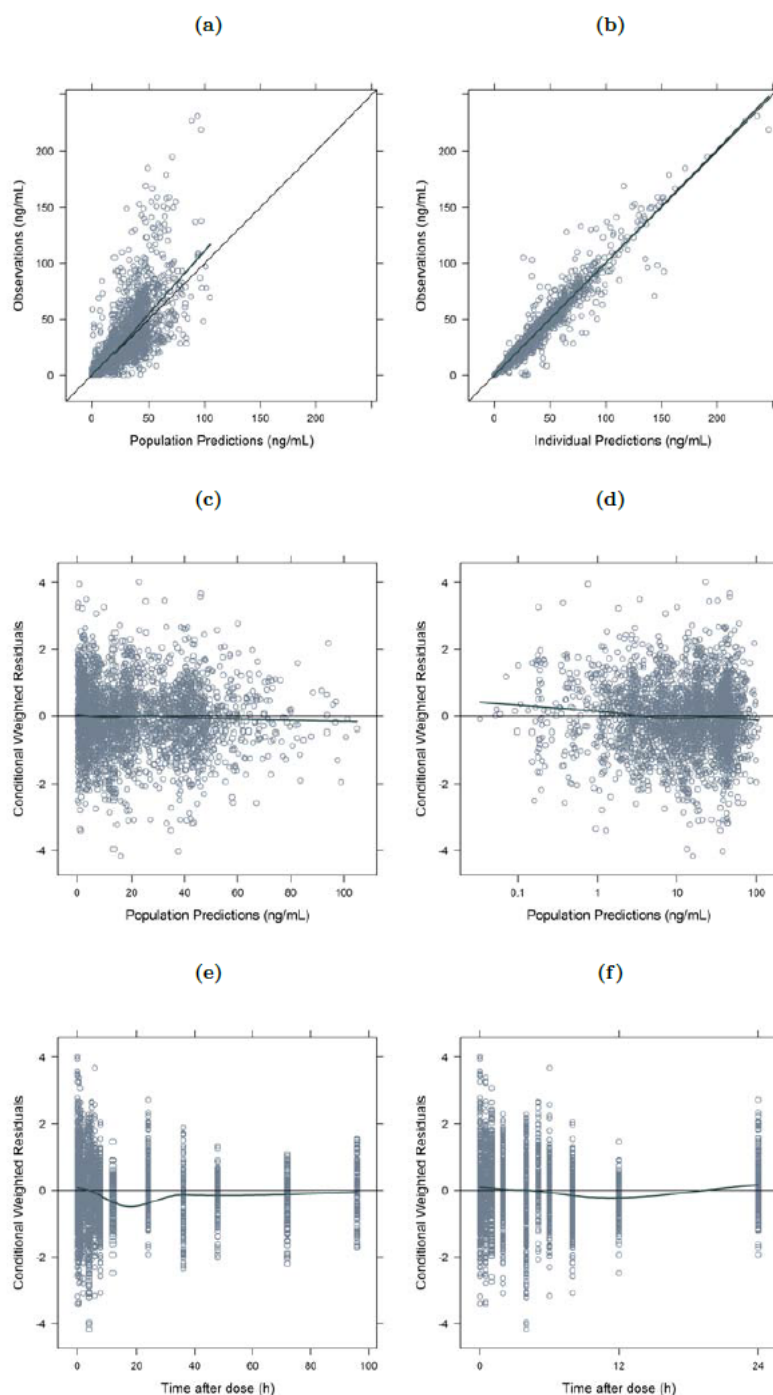 (a)
(b)
200
150
100
50
0
Observations (ng/mL)
0 50 100 150 200
Population Predictions (ng/mL)
200
150
100
50
0
Observations (ng/mL)
0 50 100 150 200
Individual Predictions (ng/mL)
(c)
(d)
4
2
0
-2
-4
Conditional Weighted Residuals
0 20 40 60 80 100
Population Predictions (ng/mL)
4
2
0
-2
-4
Conditional Weighted Residuals
0.1 1 10 100
Population Predictions (ng/mL)
(e)
(f)
4
2
0
-2
-4
Conditional Weighted Residuals
0 20 40 60 80 100
Time after dose (h)
4
2
0
-2
-4
Conditional Weighted Residuals
0 12 24
Time after dose (h)